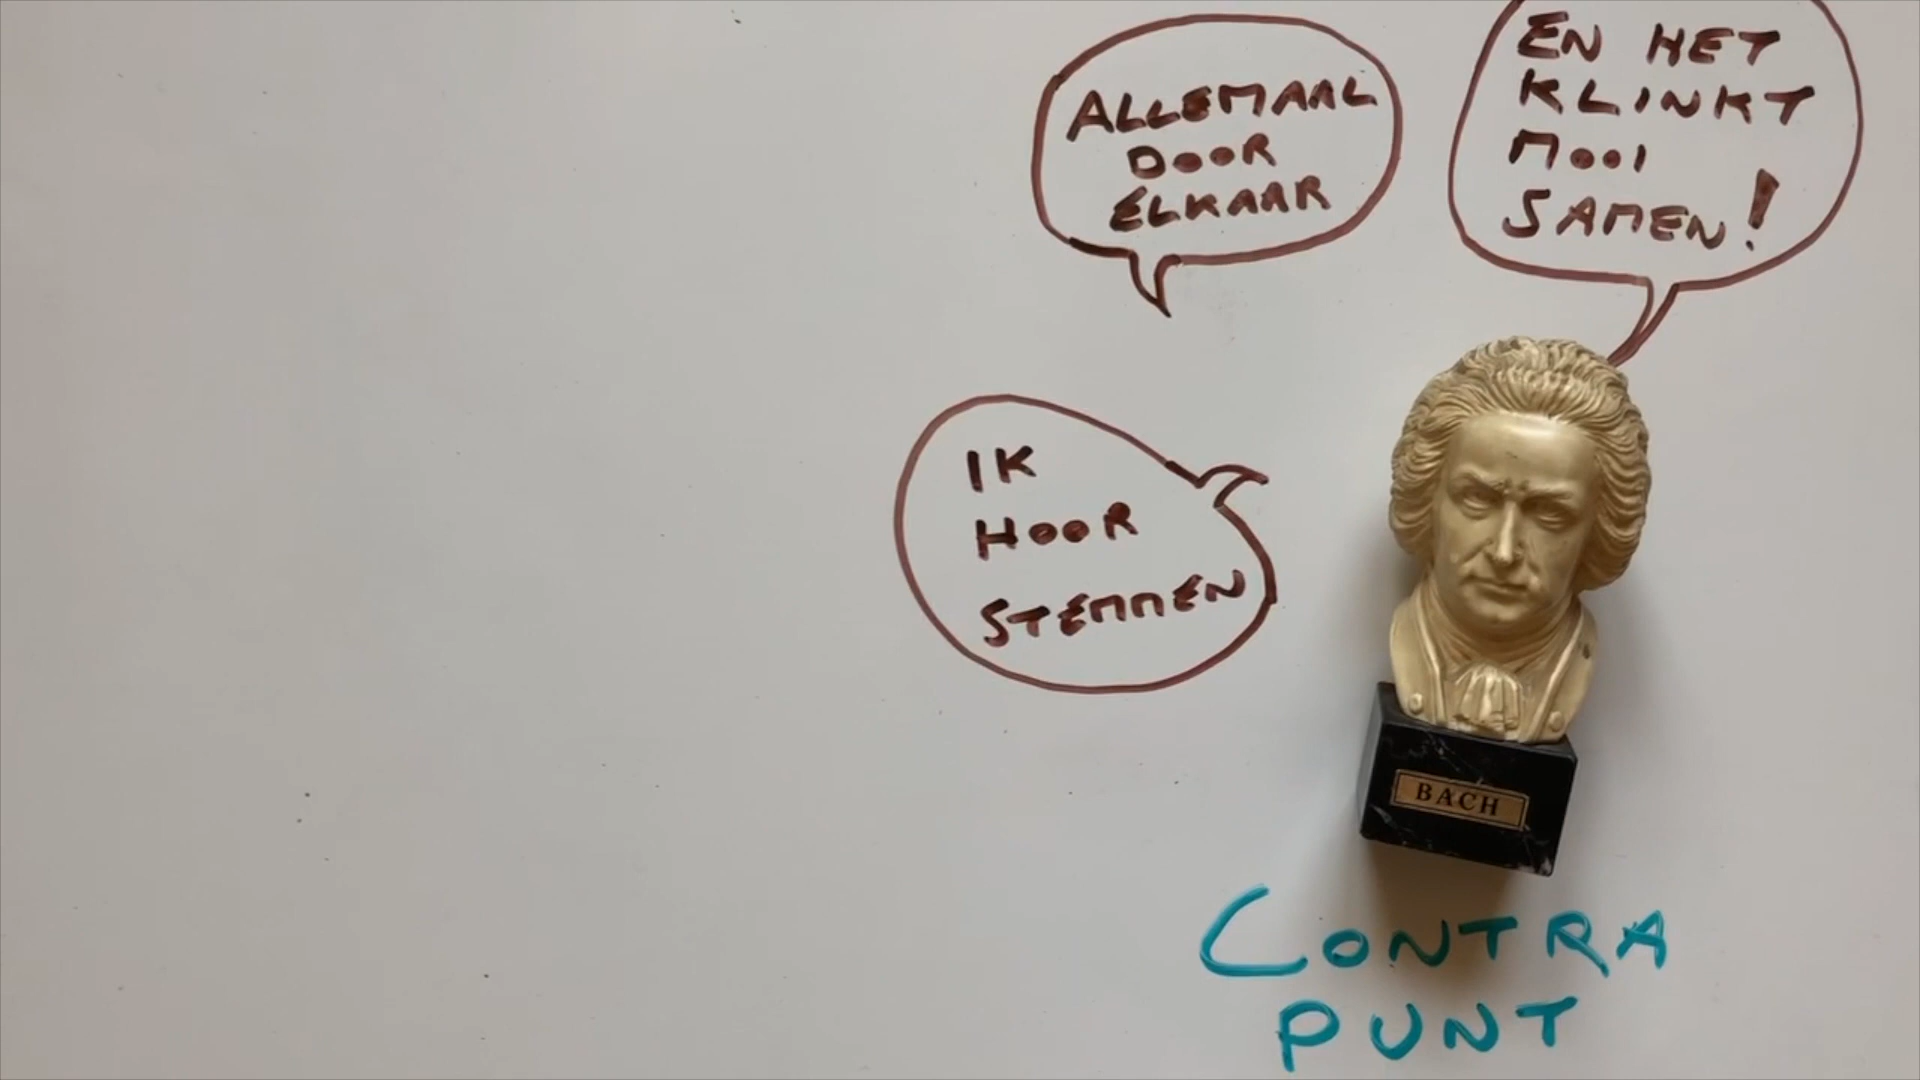 ALLEMAAL
DOOR
ELKAAR
EN HET
KLINKT
MOOI
SAMEN!
IK
HOOR
STEMMEN
BACH
CONTRA
PUNT